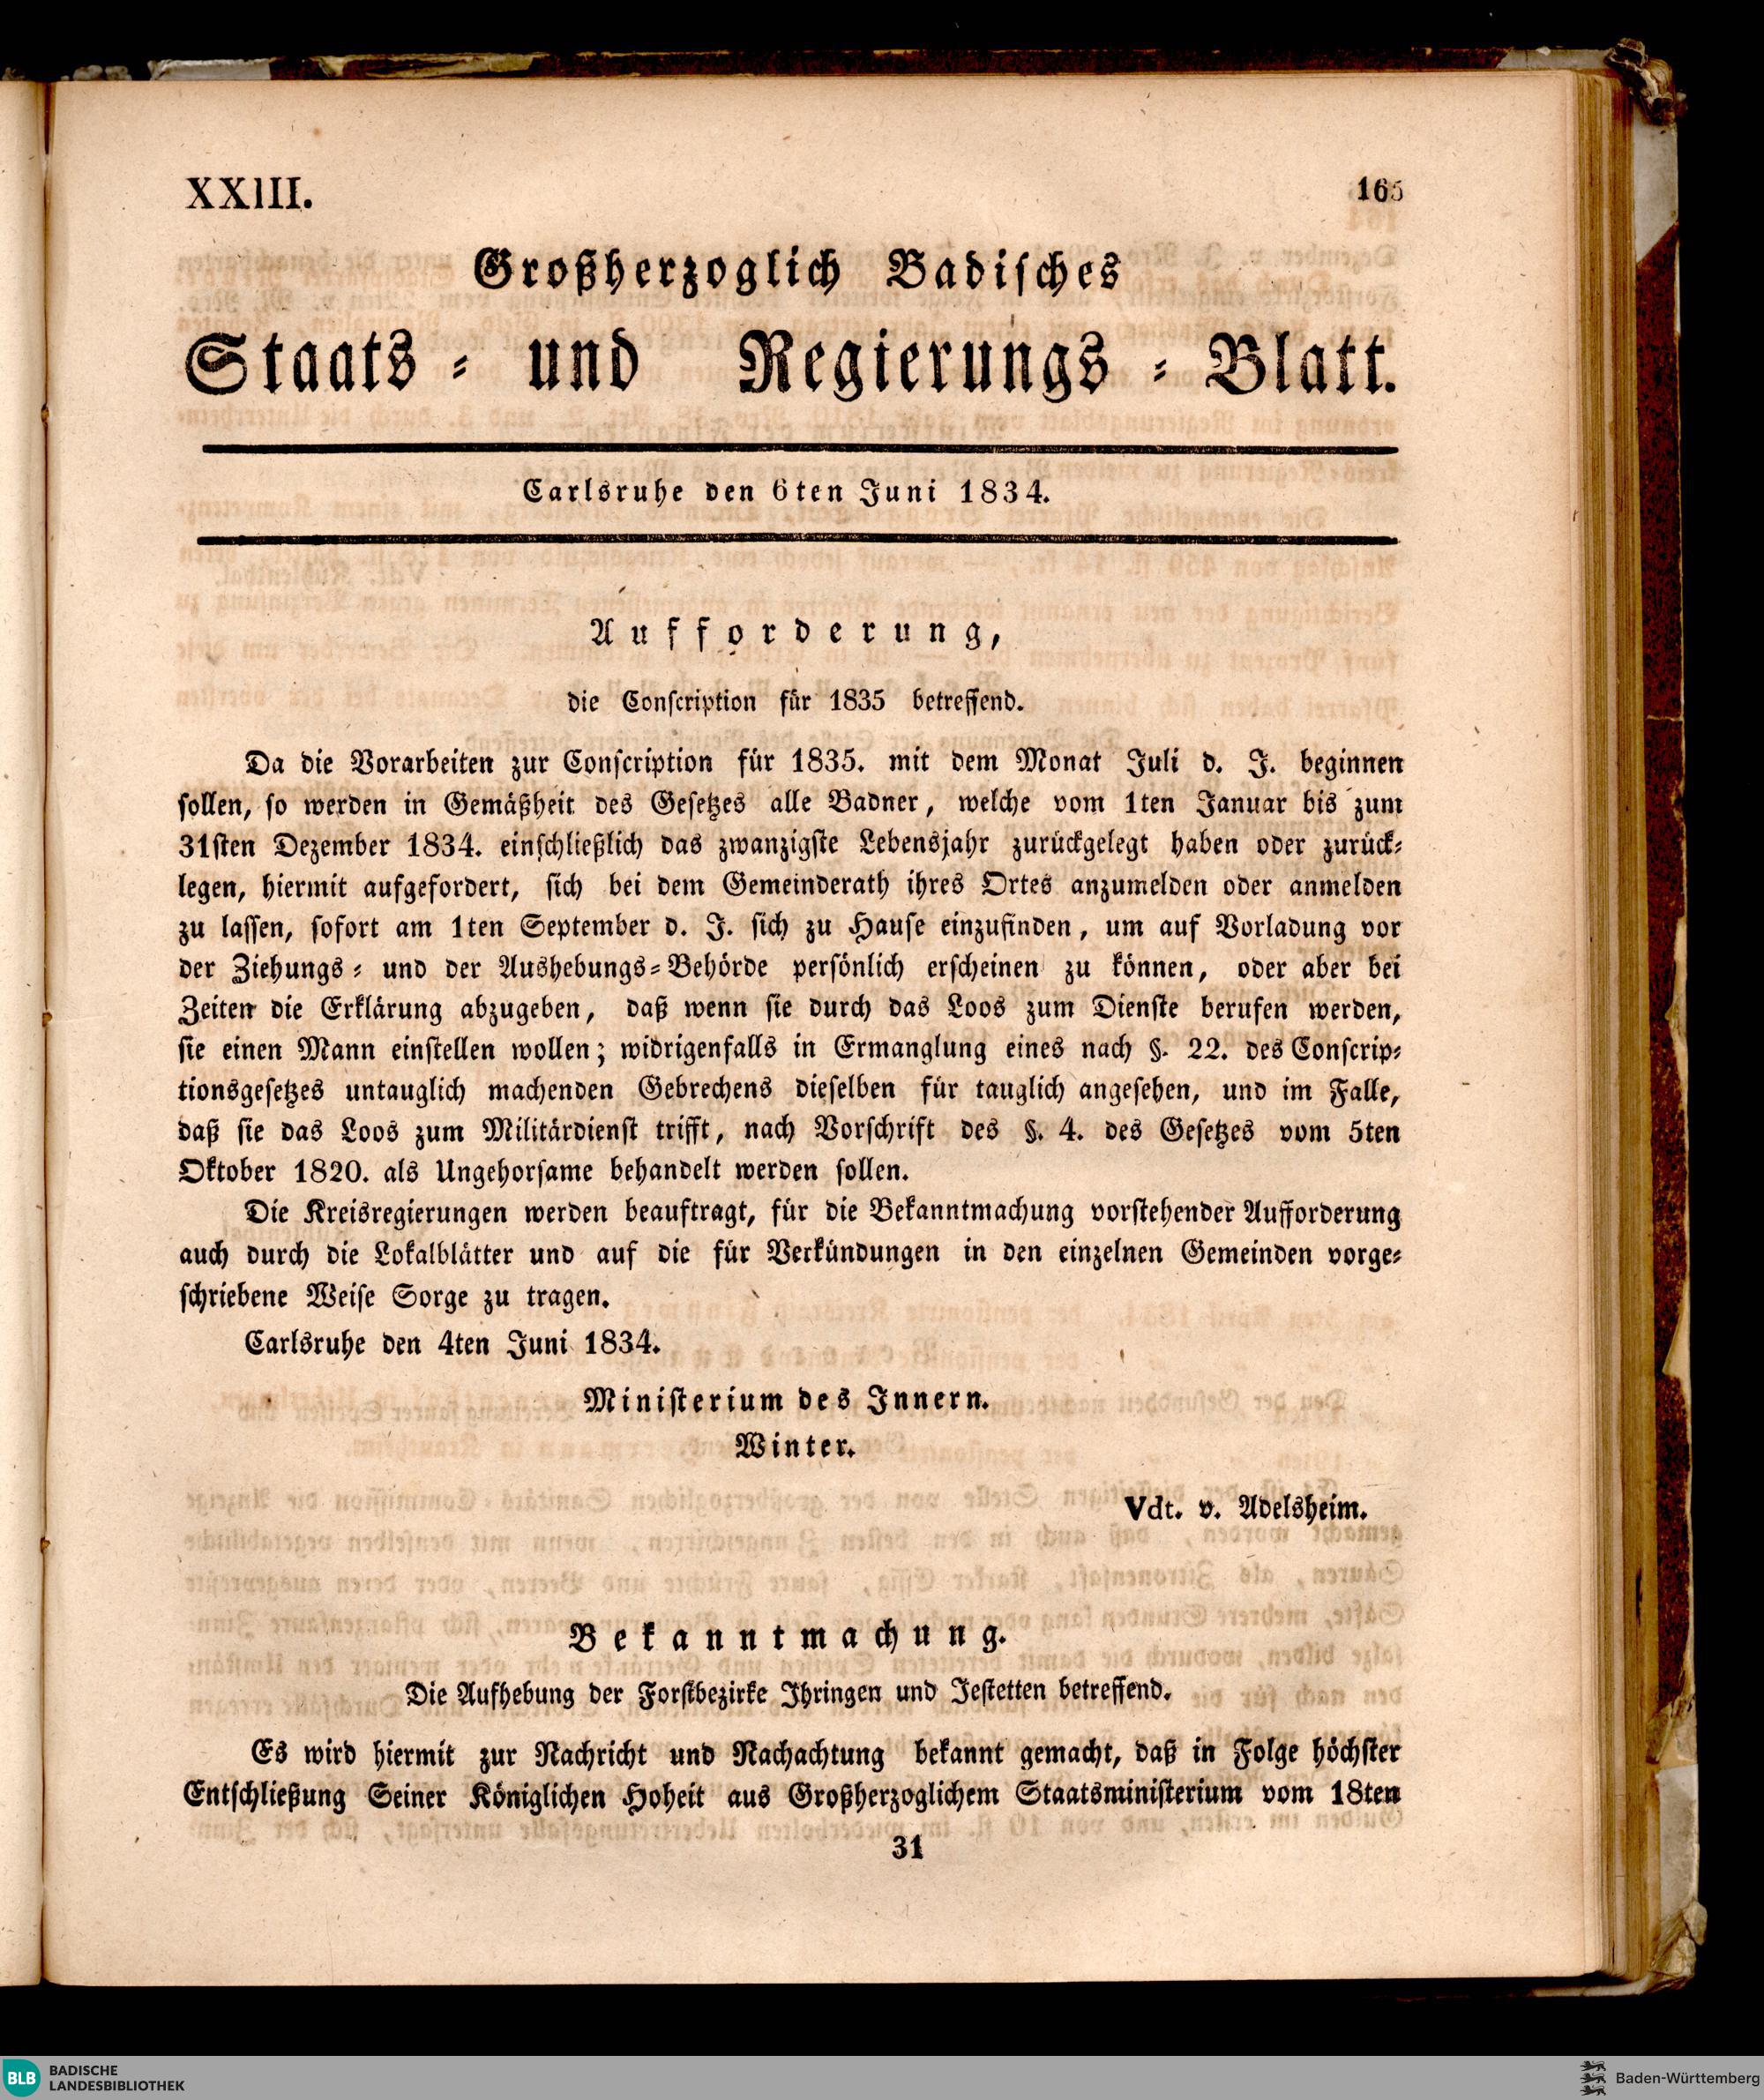 XXIII.
165
Großherzoglich Badisches
Staats- und Regierungs-Blatt.
Carlsruhe den 6ten Juni 1834.
Aufforderung,
die Conscription für 1835 betreffend.
Da die Vorarbeiten zur Conscription für 1835. mit dem Monat Juli d. J. beginnen
sollen, so werden in Gemäßheit des Gesetzes alle Badner, welche vom 1ten Januar bis zum
31sten Dezember 1834. einschließlich das zwanzigste Lebensjahr zurückgelegt haben oder zurück-
legen, hiermit aufgefordert, sich bei dem Gemeinderath ihres Ortes anzumelden oder anmelden
zu lassen, sofort am 1ten September d. J. sich zu Hause einzufinden, um auf Vorladung vor
der Ziehungs- und der Aushebungs-Behörde persönlich erscheinen zu können, oder aber bei
Zeiten die Erklärung abzugeben, daß wenn sie durch das Loos zum Dienste berufen werden,
sie einen Mann einstellen wollen; widrigenfalls in Ermanglung eines nach §. 22. des Conscrip-
tionsgesetzes untauglich machenden Gebrechens dieselben für tauglich angesehen, und im Falle,
daß sie das Loos zum Militärdienst trifft, nach Vorschrift des §. 4. des Gesetzes vom 5ten
Oktober 1820. als Ungehorsame behandelt werden sollen.
Die Kreisregierungen werden beauftragt, für die Bekanntmachung vorstehender Aufforderung
auch durch die Lokalblätter und auf die für Verkündungen in den einzelnen Gemeinden vorge-
schriebene Weise Sorge zu tragen.
Carlsruhe den 4ten Juni 1834.
Ministerium des Innern.
Winter.
Vdt. v. Adelsheim.
Bekanntmachung.
Die Aufhebung der Forstbezirke Ihringen und Jestetten betreffend.
Es wird hiermit zur Nachricht und Nachachtung bekannt gemacht, daß in Folge höchster
Entschließung Seiner Königlichen Hoheit aus Großherzoglichem Staatsministerium vom 18ten
31
BLB BADISCHE
LANDESBIBLIOTHEK
Baden-Württemberg